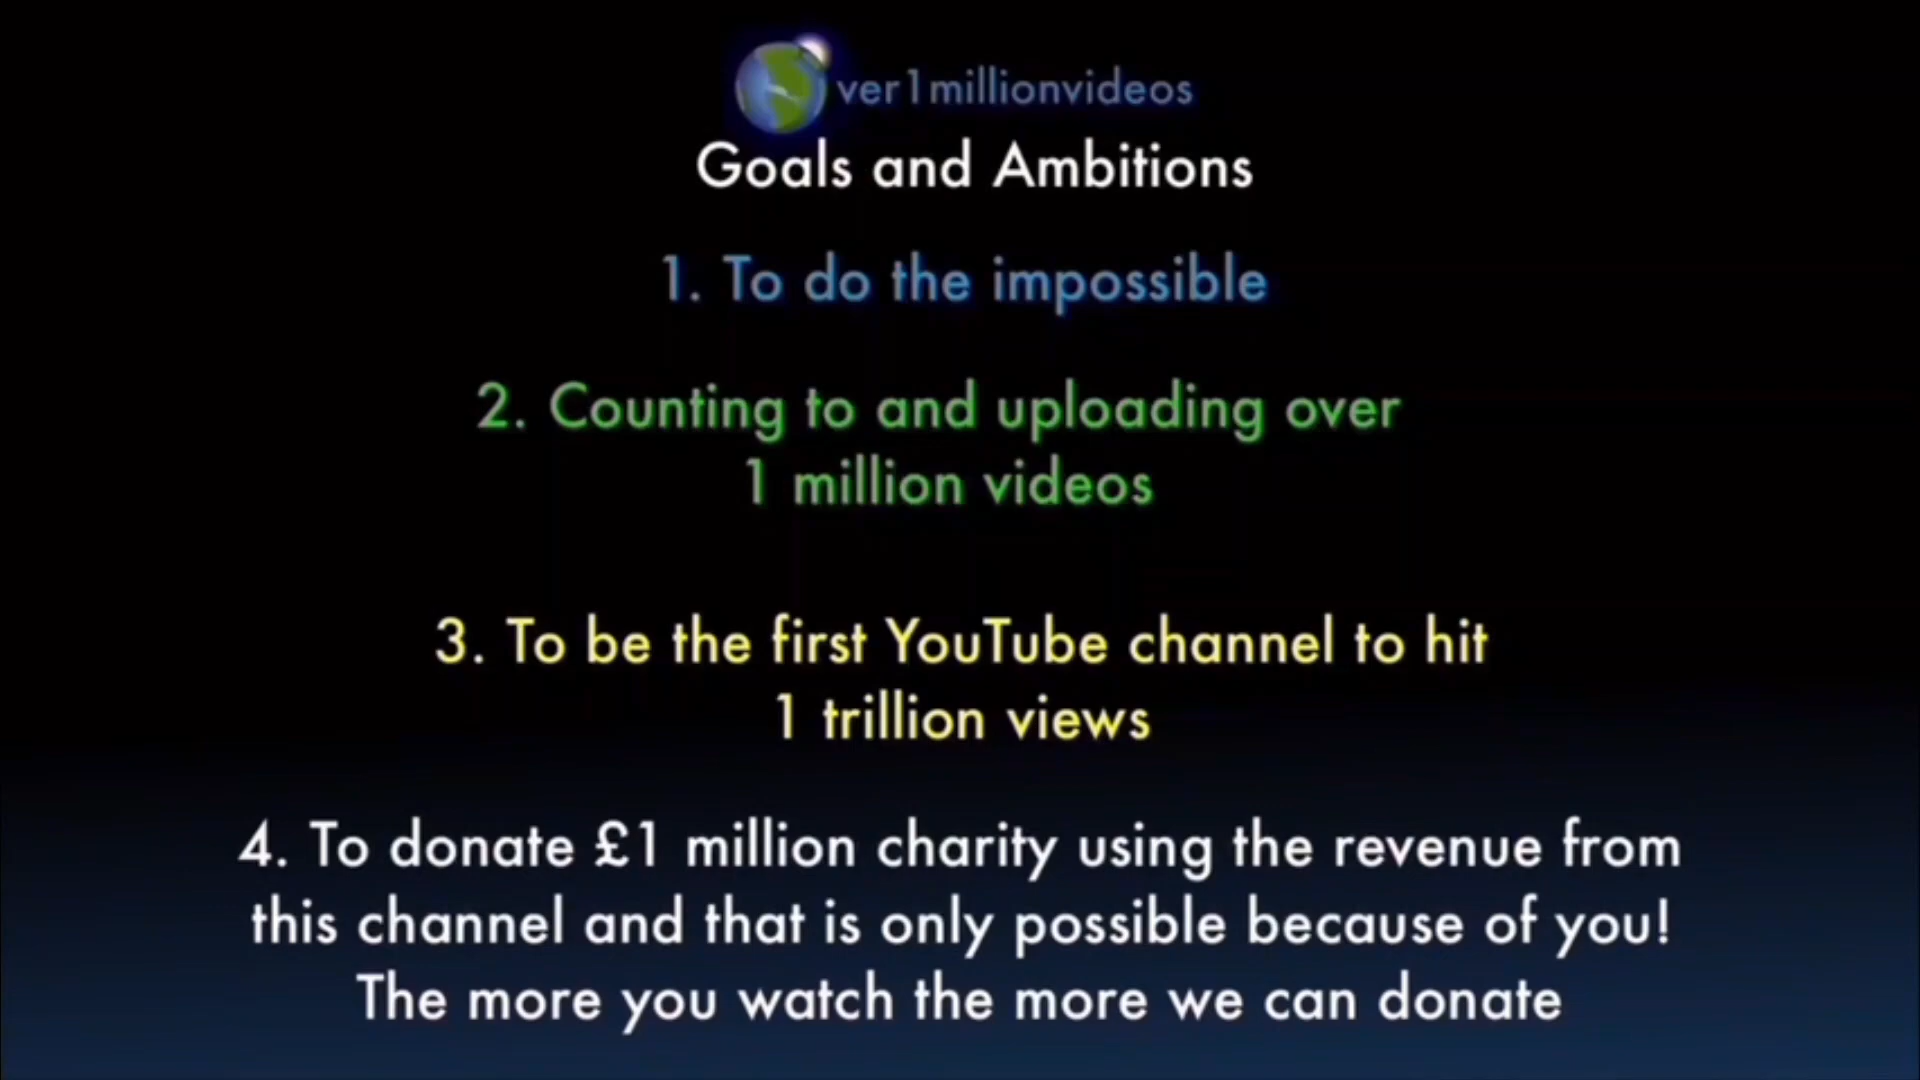 ver1millionvideos
Goals and Ambitions
1. To do the impossible
2. Counting to and uploading over
1 million videos
3. To be the first YouTube channel to hit
1 trillion views
4. To donate £1 million charity using the revenue from
this channel and that is only possible because of you!
The more you watch the more we can donate